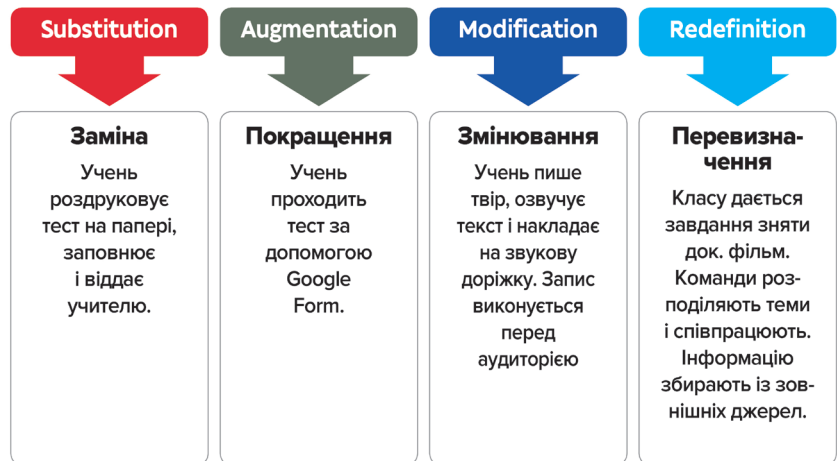 Substitution
Augmentation
Modification
Redefinition
Заміна
Учень
роздруковує
тест на папері,
заповнює
і віддає
учителю.
Покращення
Учень
проходить
тест за
допомогою
Google
Form.
Змінювання
Учень пише
твір, озвучує
текст і накладає
на звукову
доріжку. Запис
виконується
перед
аудиторією
Перевизна-
чення
Класу дається
завдання зняти
док. фільм.
Команди роз-
поділяють теми
і співпрацюють.
Інформацію
збирають із зов-
нішніх джерел.